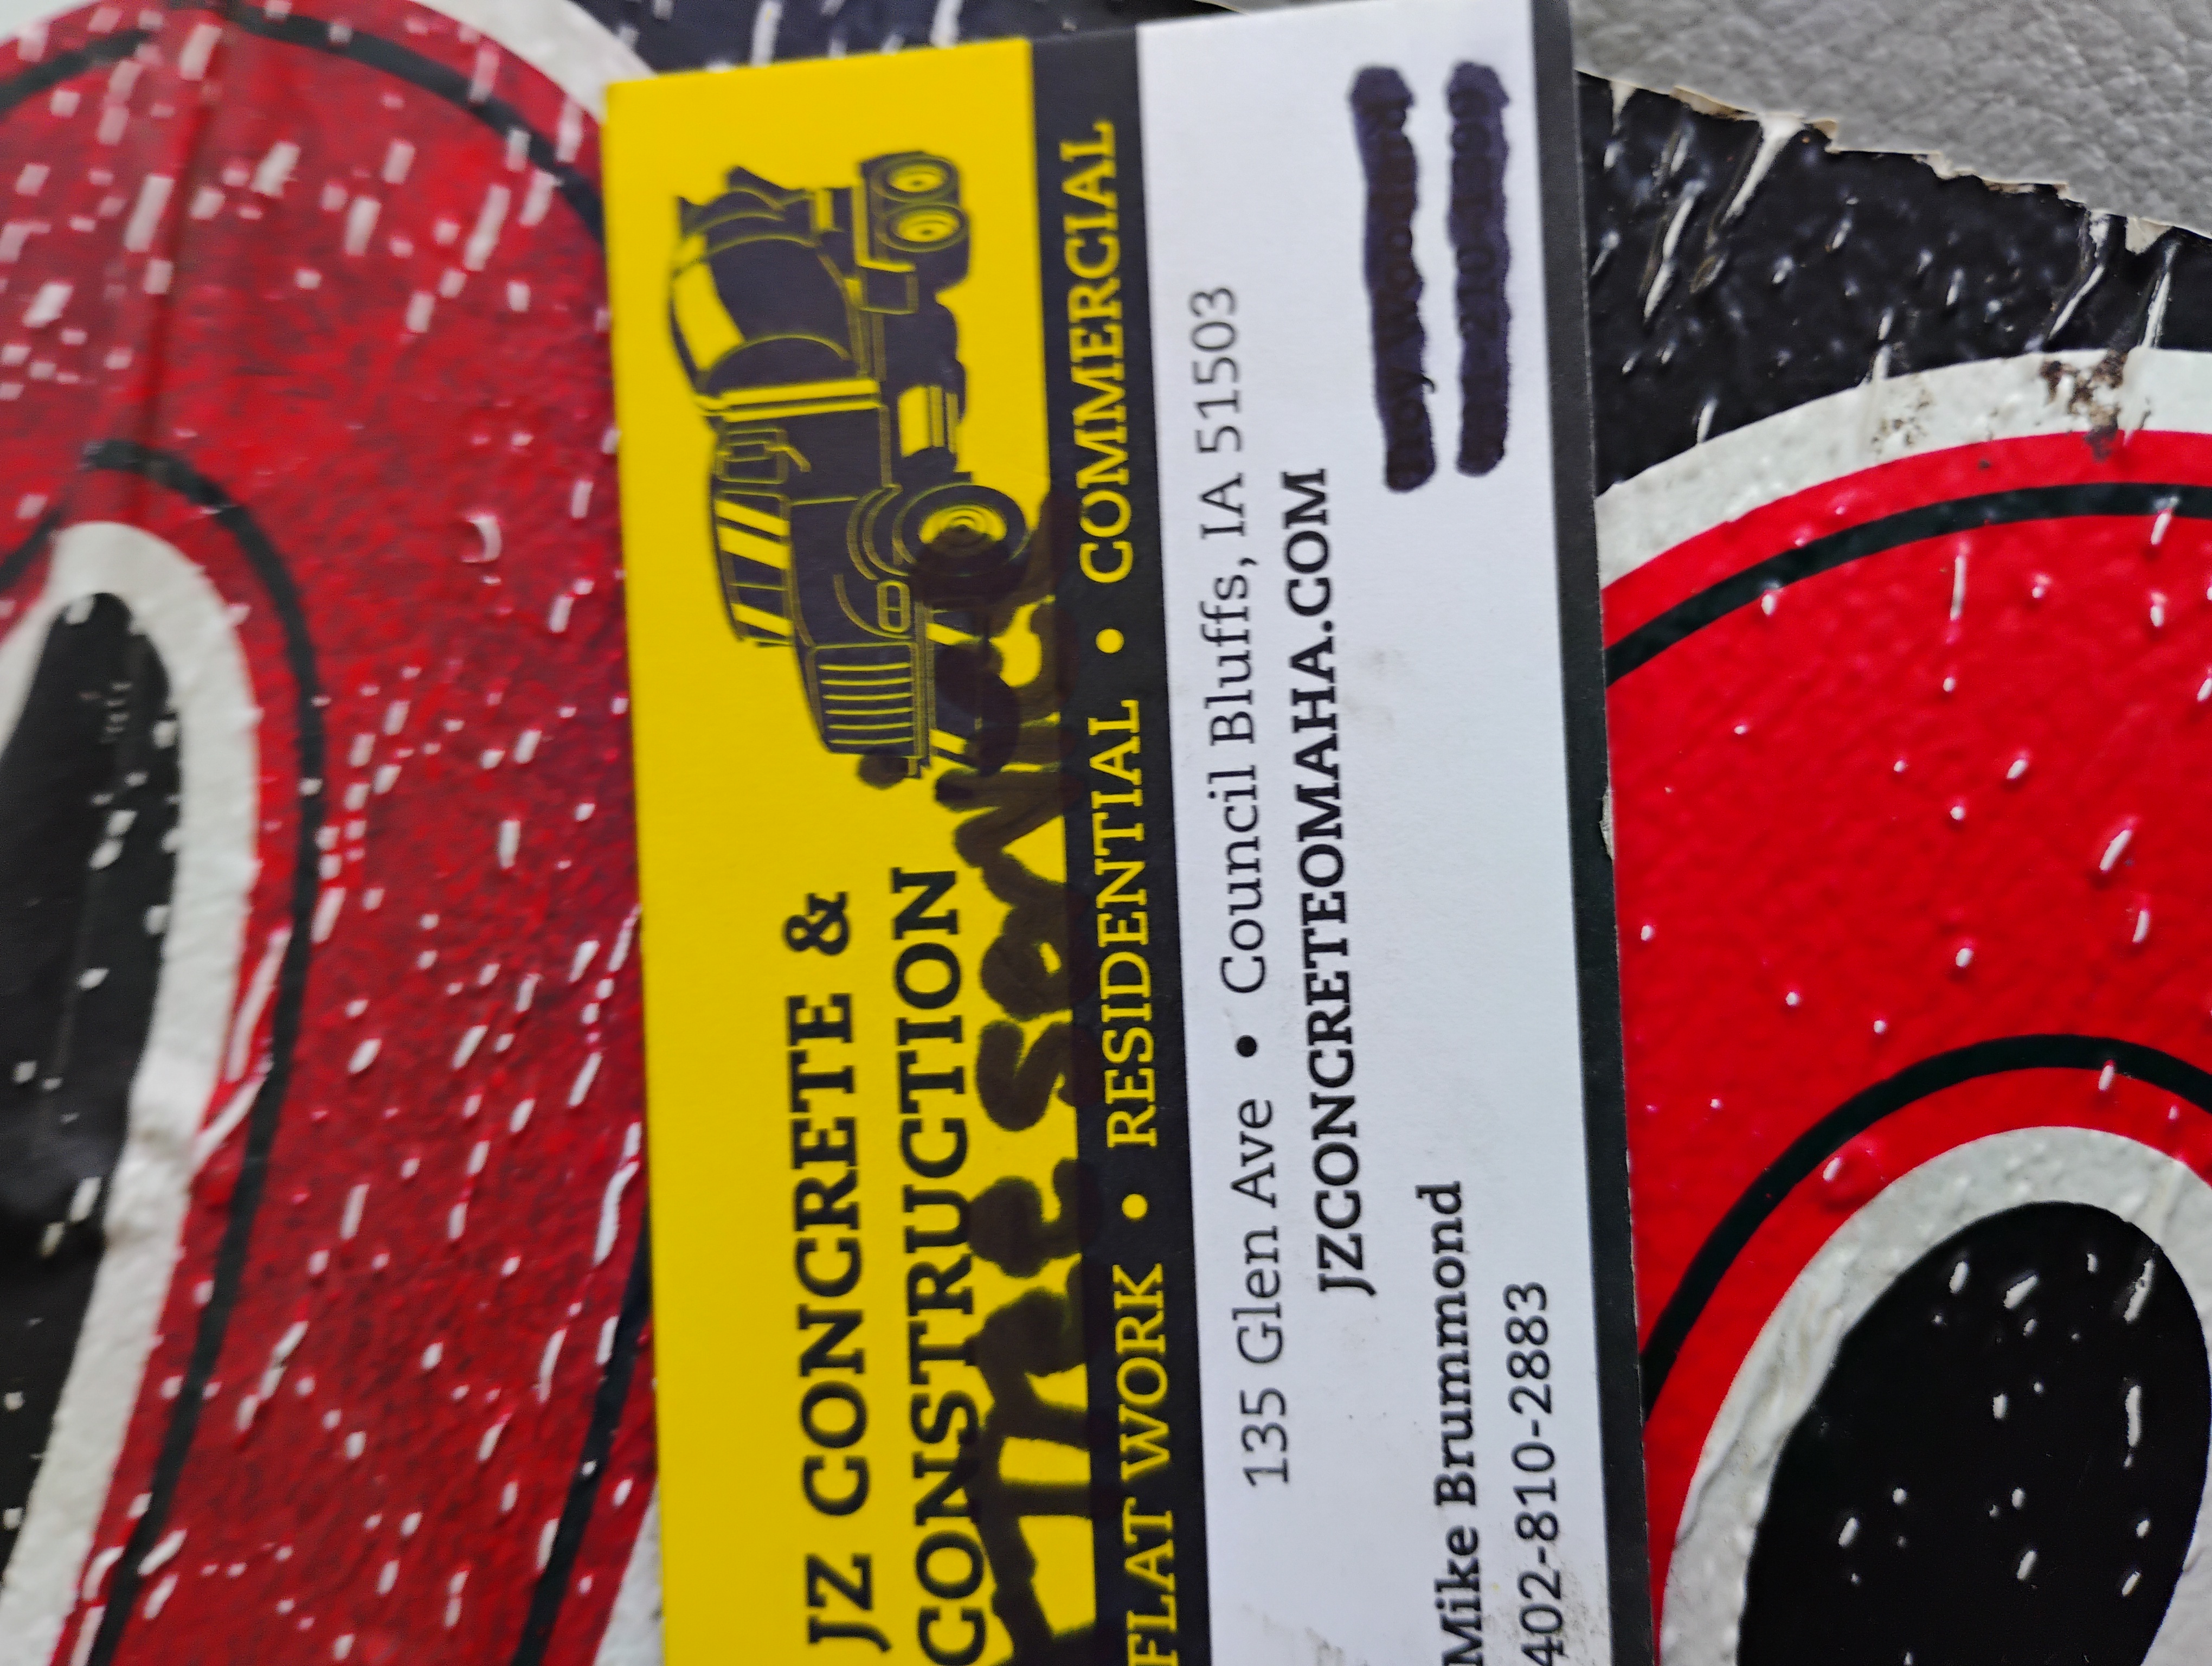 JZ CONCRETE &
CONSTRUCTION
FLAT WORK • RESIDENTIAL • COMMERCIAL
135 Glen Ave • Council Bluffs, IA 51503
JZCONCRETEOMAHA.COM
Mike Brummond
402-810-2883